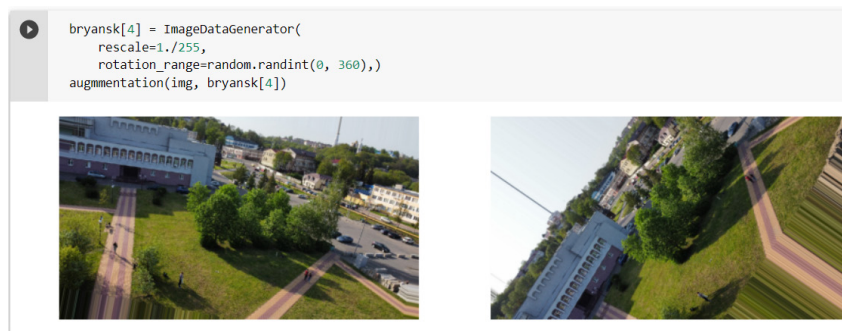 bryansk[4] = ImageDataGenerator(
    rescale=1./255,
    rotation_range=random.randint(0, 360),)
augmmentation(img, bryansk[4])